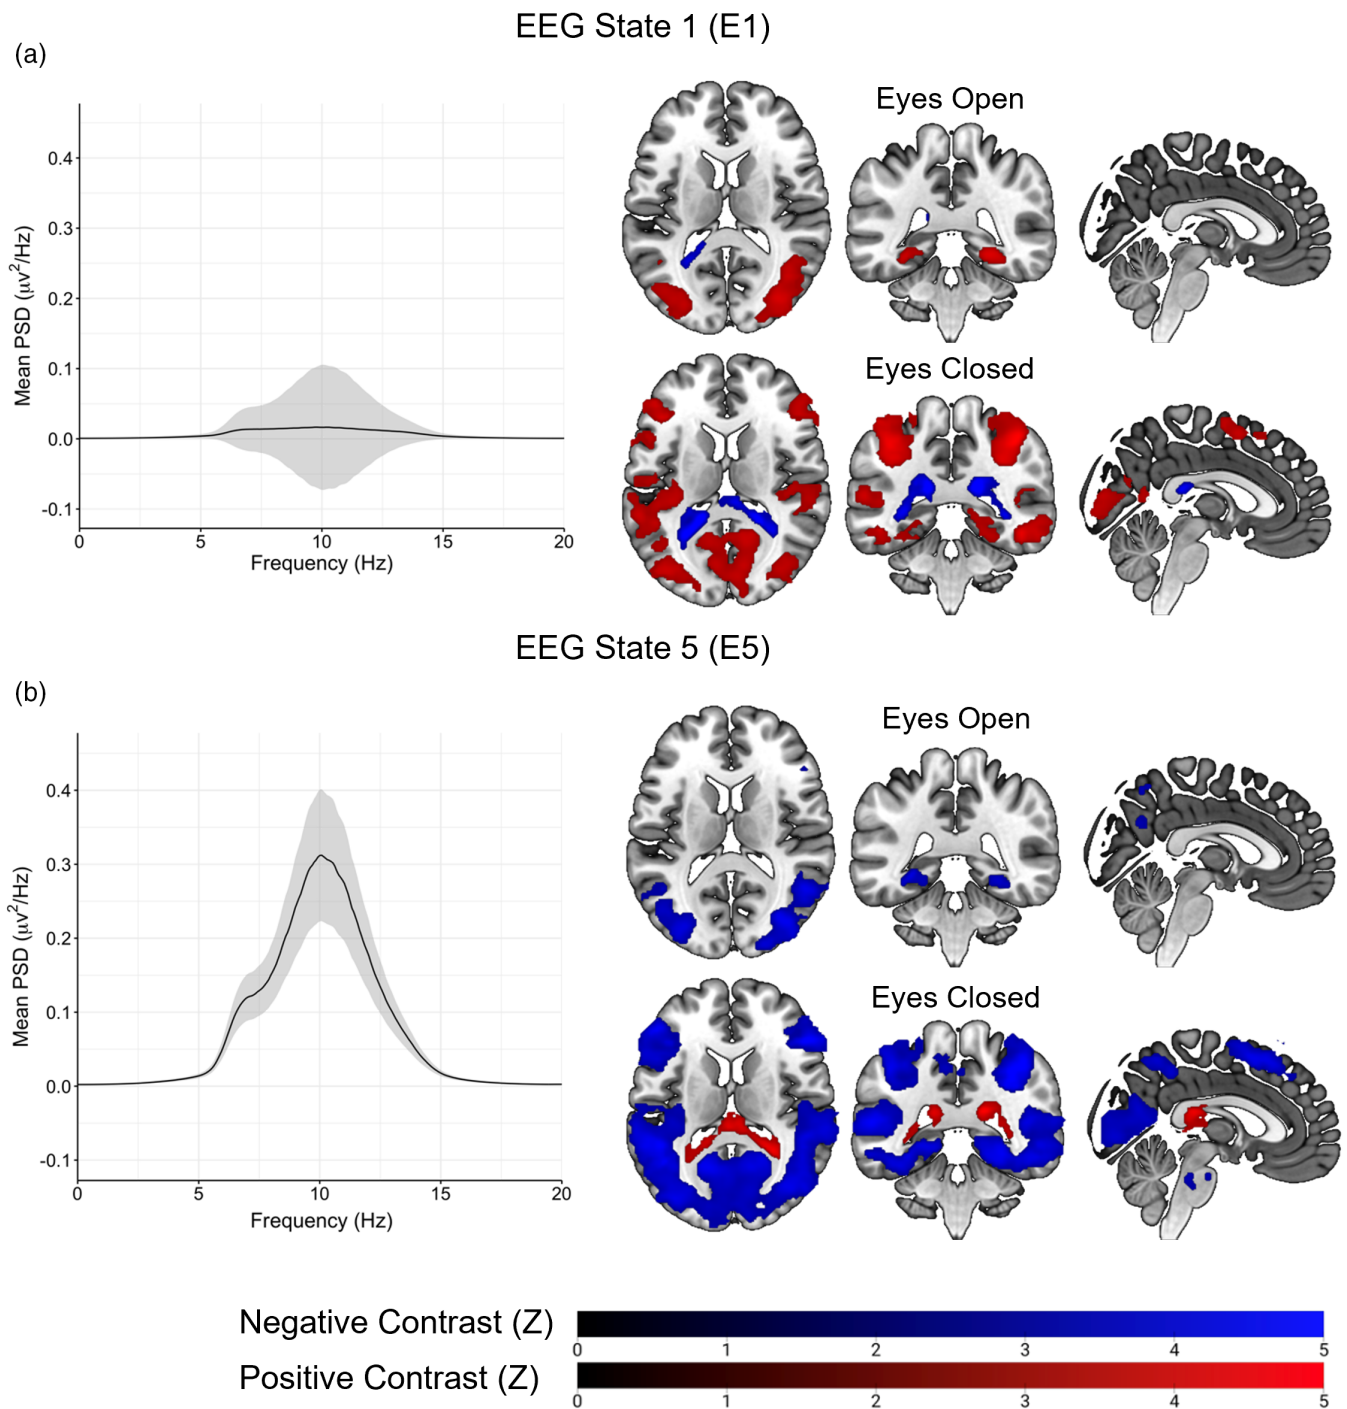 EEG State 1 (E1)
(a)
Eyes Open
0.4
0.3
0.2
0.1
0.0
-0.1
Mean PSD (μv²/Hz)
0 5 10 15 20
Frequency (Hz)
Eyes Closed
EEG State 5 (E5)
(b)
Eyes Open
0.4
0.3
0.2
0.1
0.0
-0.1
Mean PSD (μv²/Hz)
0 5 10 15 20
Frequency (Hz)
Eyes Closed
Negative Contrast (Z)
0 1 2 3 4 5
Positive Contrast (Z)
0 1 2 3 4 5